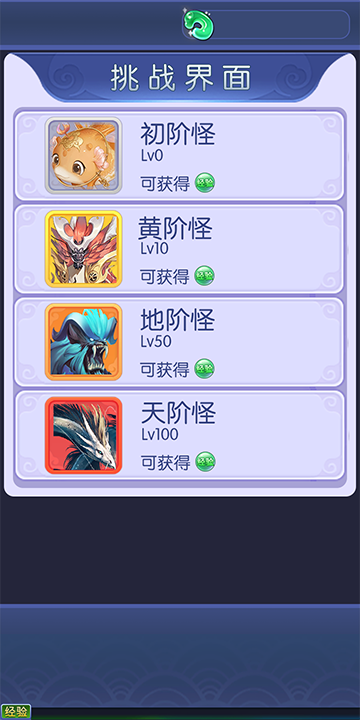 挑战界面
初阶怪
Lv0
可获得 经验
黄阶怪
Lv10
可获得 经验
地阶怪
Lv50
可获得 经验
天阶怪
Lv100
可获得 经验
经验